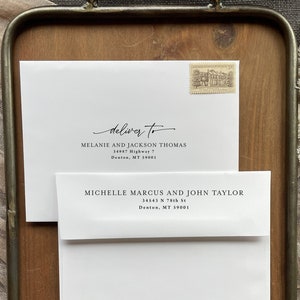 deliver to
MELANIE AND JACKSON THOMAS
34087 Highway 7
Denton, MT 59001
MICHELLE MARCUS AND JOHN TAYLOR
34545 N 78th St
Denton, MT 59001